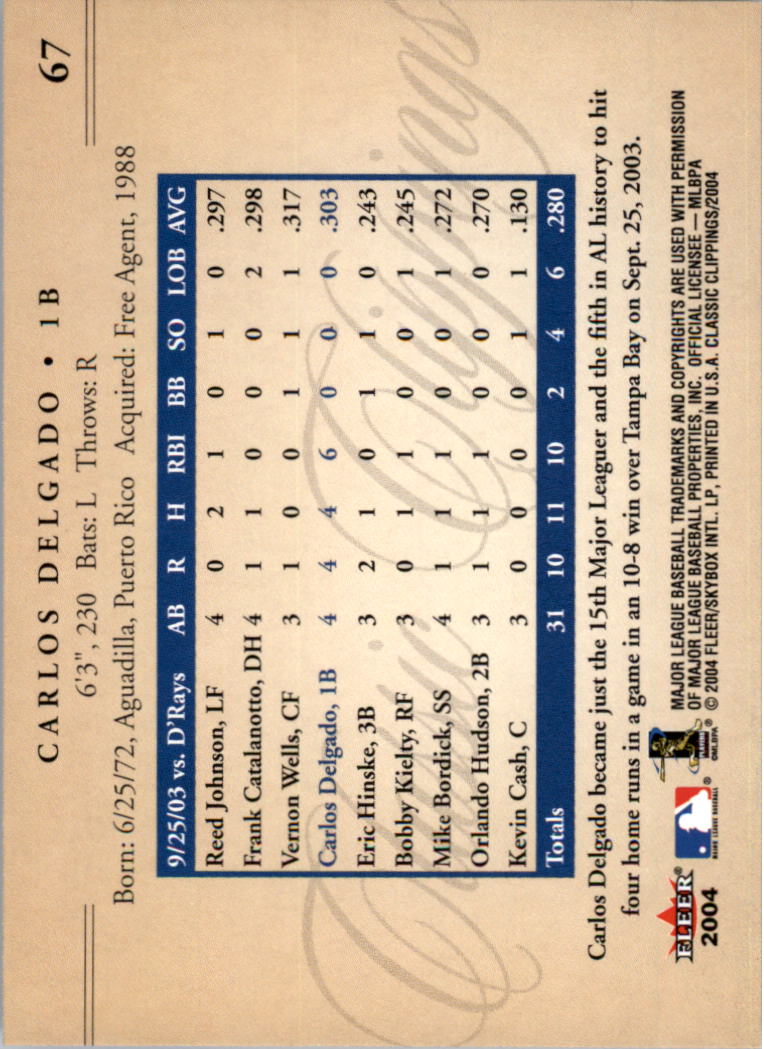 67
CARLOS DELGADO • 1B
6'3", 230 Bats: L Throws: R
Born: 6/25/72, Aguadilla, Puerto Rico Acquired: Free Agent, 1988
9/25/03 vs. D'Rays AB R H RBI BB SO LOB AVG
Reed Johnson, LF 4 0 2 1 0 1 0 .297
Frank Catalanotto, DH 4 1 1 0 0 0 2 .298
Vernon Wells, CF 3 1 0 0 1 1 1 .317
Carlos Delgado, 1B 4 4 4 6 0 0 0 .303
Eric Hinske, 3B 3 2 1 0 1 1 0 .243
Bobby Kielty, RF 3 0 1 1 0 0 1 .245
Mike Bordick, SS 4 1 1 1 0 0 1 .272
Orlando Hudson, 2B 3 1 1 1 0 0 0 .270
Kevin Cash, C 3 0 0 0 0 1 1 .130
Totals 31 10 11 10 2 4 6 .280
Classic Clippings
Carlos Delgado became just the 15th Major Leaguer and the fifth in AL history to hit
four home runs in a game in an 10-8 win over Tampa Bay on Sept. 25, 2003.
FLEER®
2004
MAJOR LEAGUE BASEBALL
®
PLAYERS
®
©MLBPA
MAJOR LEAGUE BASEBALL TRADEMARKS AND COPYRIGHTS ARE USED WITH PERMISSION
OF MAJOR LEAGUE BASEBALL PROPERTIES, INC. OFFICIAL LICENSEE — MLBPA
© 2004 FLEER/SKYBOX INTL. LP, PRINTED IN U.S.A. CLASSIC CLIPPINGS/2004